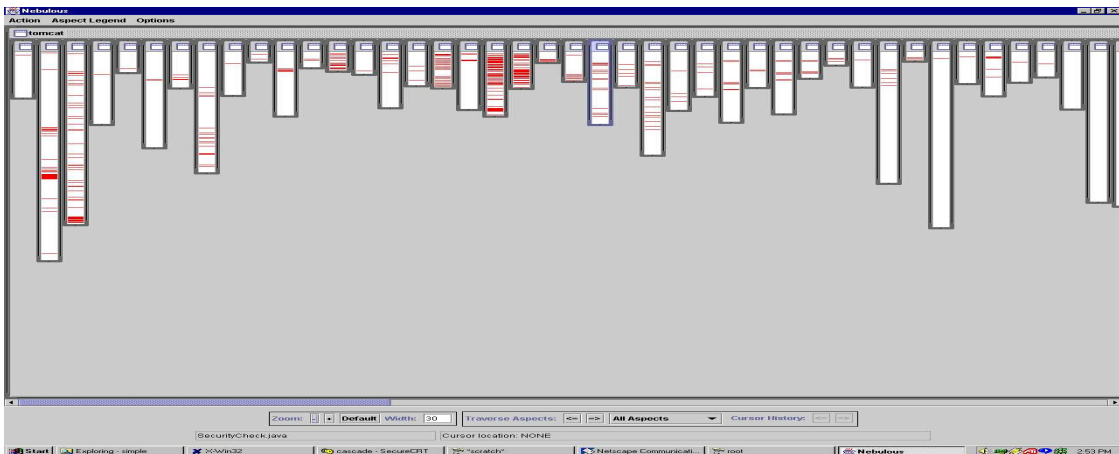 Nebulous
Action Aspect Legend Options
tomcat
Zoom: - + Default Width: 30 Traverse Aspects: <= => All Aspects Cursor History: <= =>
SecurityCheck.java Cursor location: NONE
Start Exploring - simple X-Win32 cascade - SecureCRT "scratch" Netscape Communicati... root Nebulous 2:53 PM